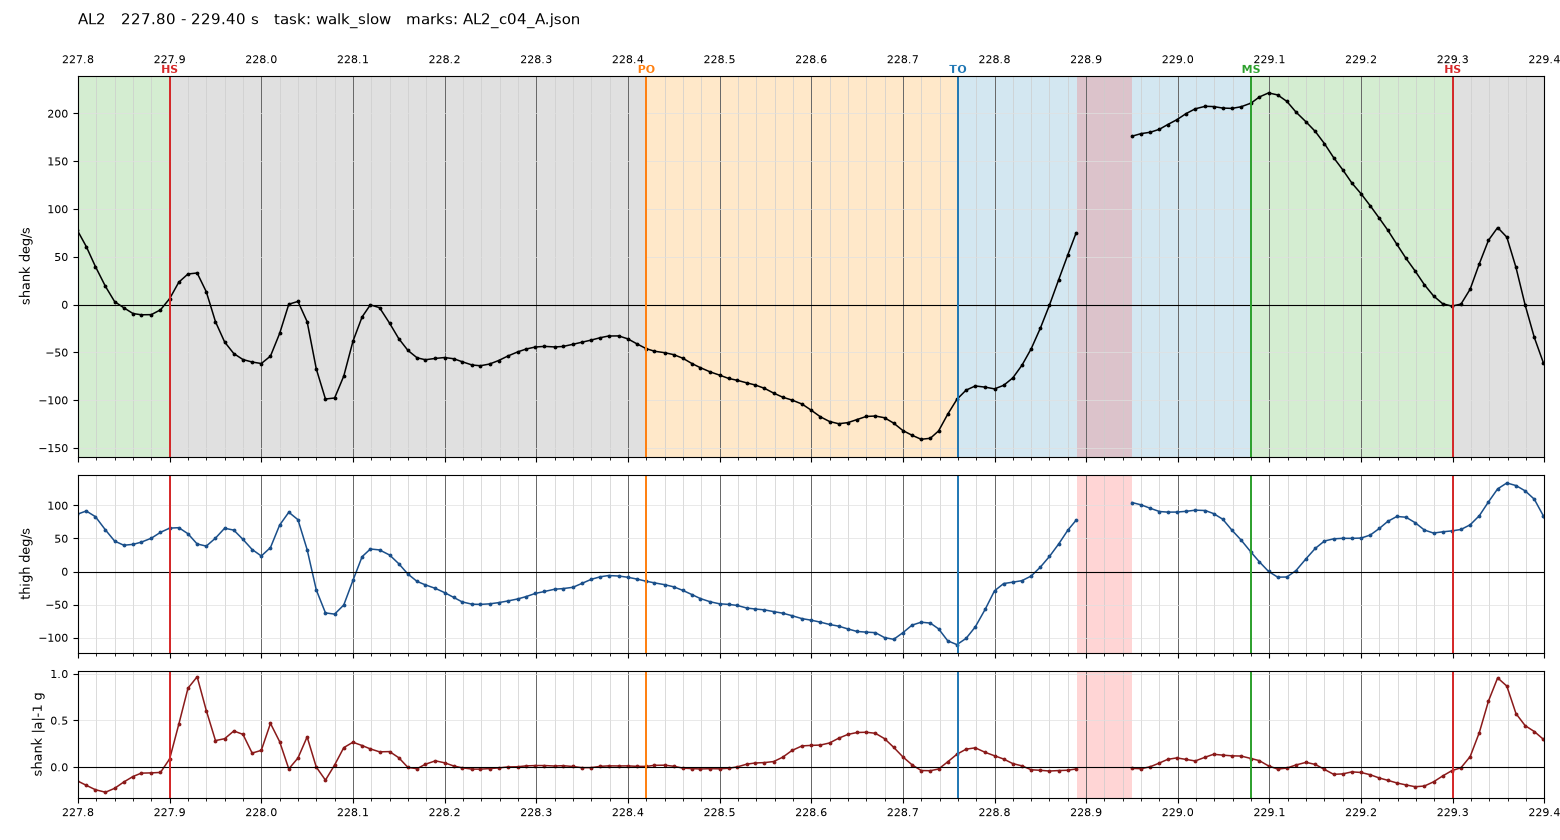 AL2   227.80 - 229.40 s   task: walk_slow   marks: AL2_c04_A.json
227.8 227.9 228.0 228.1 228.2 228.3 228.4 228.5 228.6 228.7 228.8 228.9 229.0 229.1 229.2 229.3 229.4
HS PO TO MS HS
shank deg/s
200
150
100
50
0
−50
−100
−150
thigh deg/s
100
50
0
−50
−100
shank |a|-1 g
1.0
0.5
0.0
227.8 227.9 228.0 228.1 228.2 228.3 228.4 228.5 228.6 228.7 228.8 228.9 229.0 229.1 229.2 229.3 229.4